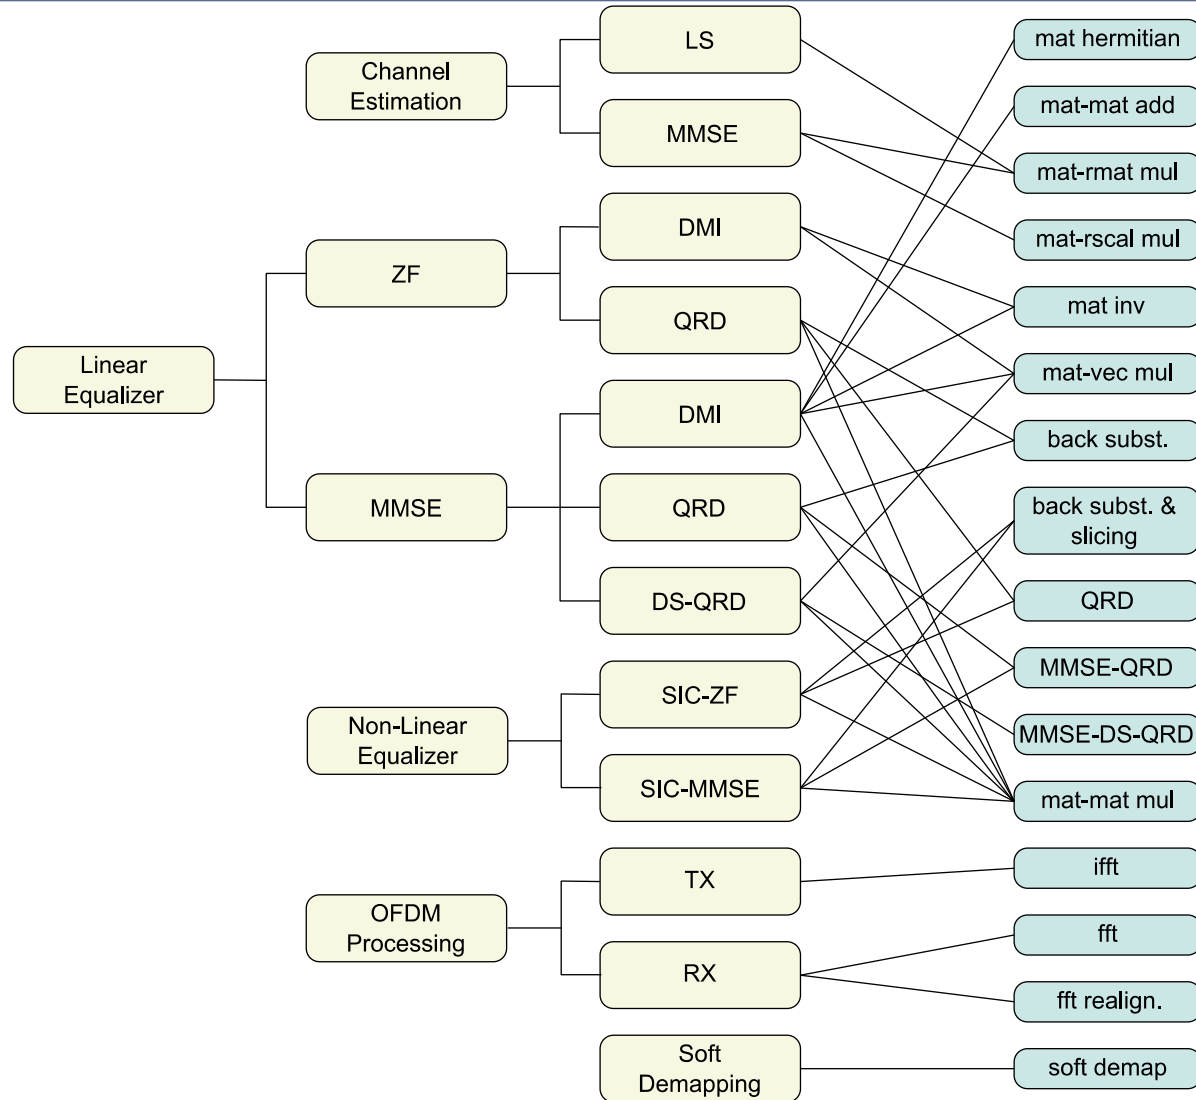 LS
Channel
Estimation
MMSE
ZF
DMI
QRD
Linear
Equalizer
DMI
MMSE
QRD
DS-QRD
SIC-ZF
Non-Linear
Equalizer
SIC-MMSE
TX
OFDM
Processing
RX
Soft
Demapping
mat hermitian
mat-mat add
mat-rmat mul
mat-rscal mul
mat inv
mat-vec mul
back subst.
back subst. &
slicing
QRD
MMSE-QRD
MMSE-DS-QRD
mat-mat mul
ifft
fft
fft realign.
soft demap